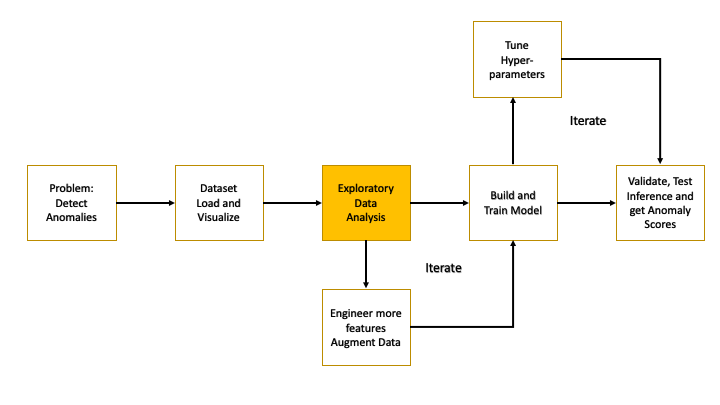 Tune
Hyper-
parameters
Iterate
Problem:
Detect
Anomalies
Dataset
Load and
Visualize
Exploratory
Data
Analysis
Build and
Train Model
Validate, Test
Inference and
get Anomaly
Scores
Iterate
Engineer more
features
Augment Data